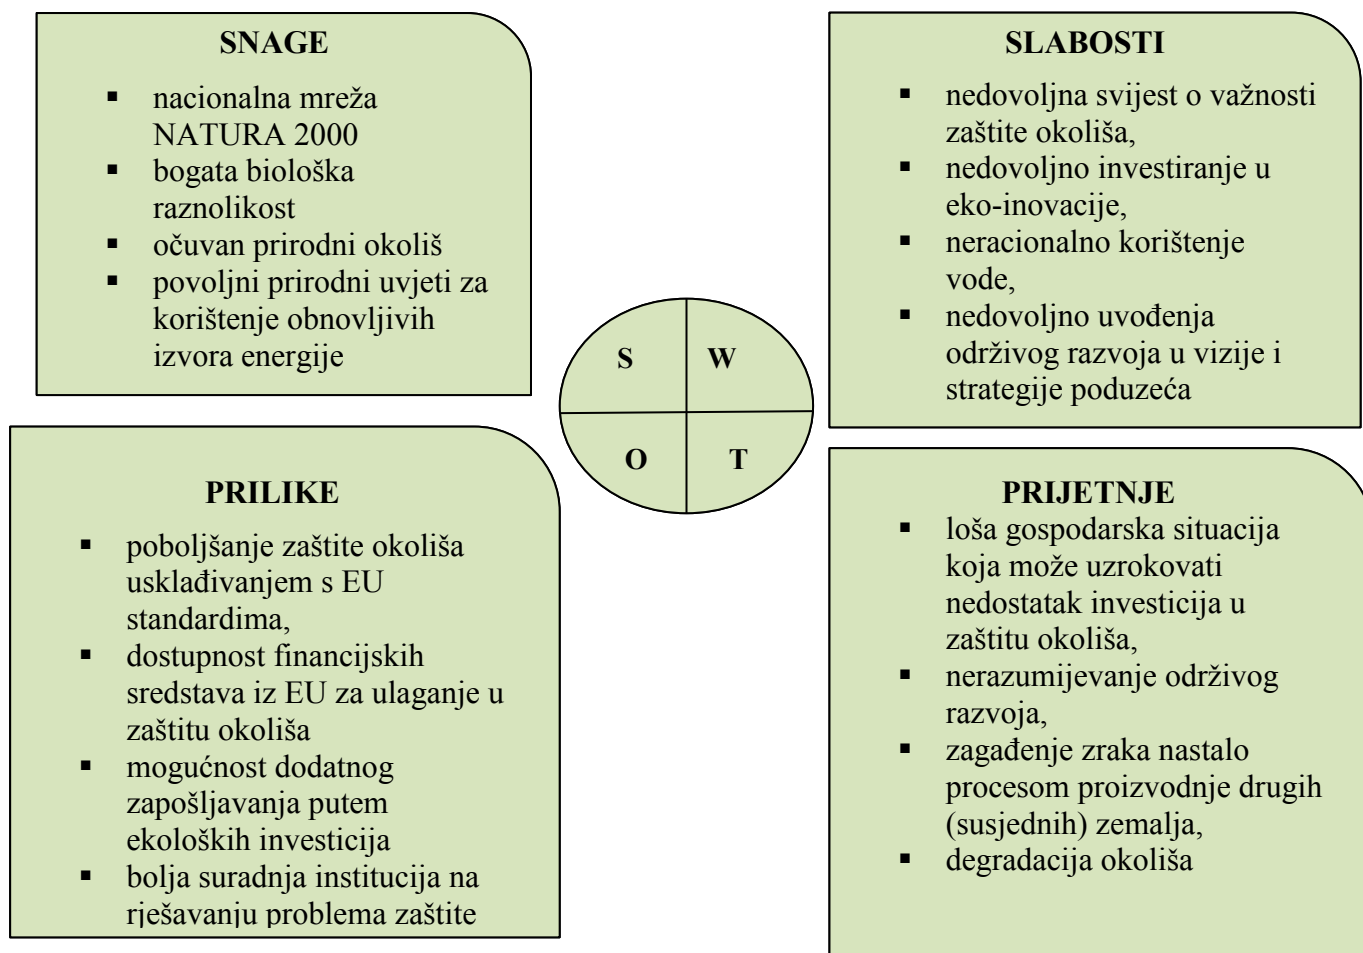 SNAGE
▪ nacionalna mreža
NATURA 2000
▪ bogata biološka
raznolikost
▪ očuvan prirodni okoliš
▪ povoljni prirodni uvjeti za
korištenje obnovljivih
izvora energije
SLABOSTI
▪ nedovoljna svijest o važnosti
zaštite okoliša,
▪ nedovoljno investiranje u
eko-inovacije,
▪ neracionalno korištenje
vode,
▪ nedovoljno uvođenja
održivog razvoja u vizije i
strategije poduzeća
S W
O T
PRILIKE
▪ poboljšanje zaštite okoliša
usklađivanjem s EU
standardima,
▪ dostupnost financijskih
sredstava iz EU za ulaganje u
zaštitu okoliša
▪ mogućnost dodatnog
zapošljavanja putem
ekoloških investicija
▪ bolja suradnja institucija na
rješavanju problema zaštite
PRIJETNJE
▪ loša gospodarska situacija
koja može uzrokovati
nedostatak investicija u
zaštitu okoliša,
▪ nerazumijevanje održivog
razvoja,
▪ zagađenje zraka nastalo
procesom proizvodnje drugih
(susjednih) zemalja,
▪ degradacija okoliša